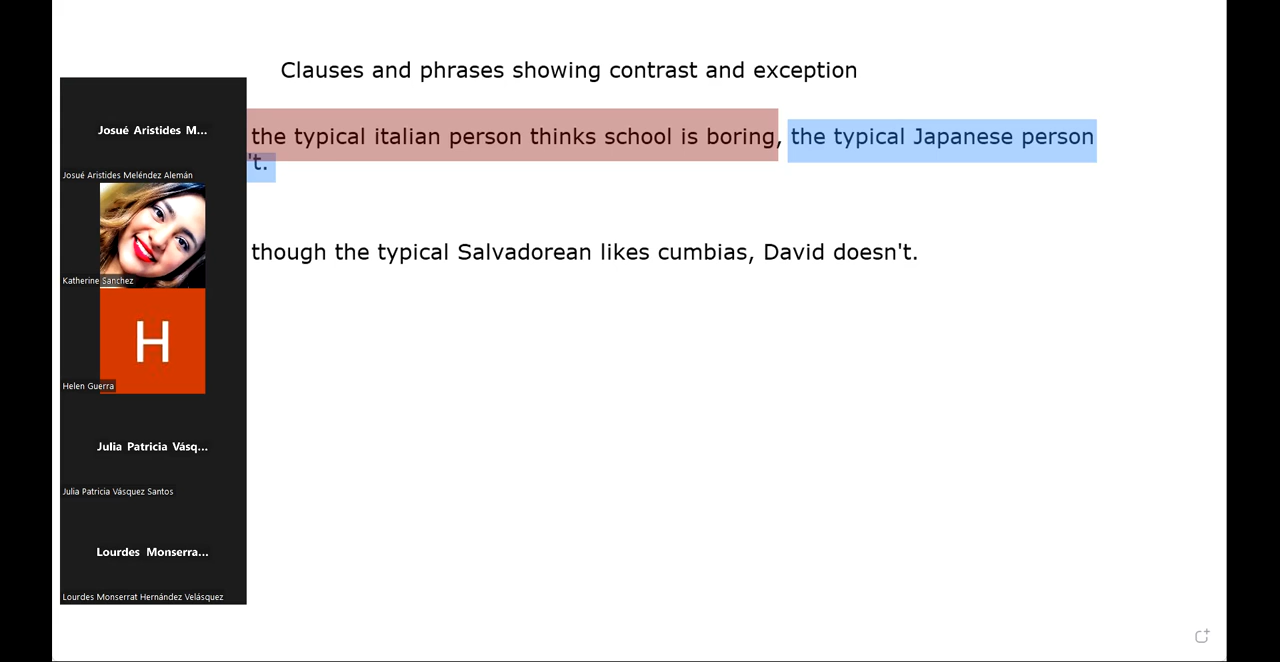 Clauses and phrases showing contrast and exception
the typical italian person thinks school is boring, the typical Japanese person
't.
though the typical Salvadorean likes cumbias, David doesn't.
Josué Aristides M...
Josué Aristides Meléndez Alemán
Katherine Sanchez
H
Helen Guerra
Julia Patricia Vásq...
Julia Patricia Vásquez Santos
Lourdes Monserra...
Lourdes Monserrat Hernández Velásquez